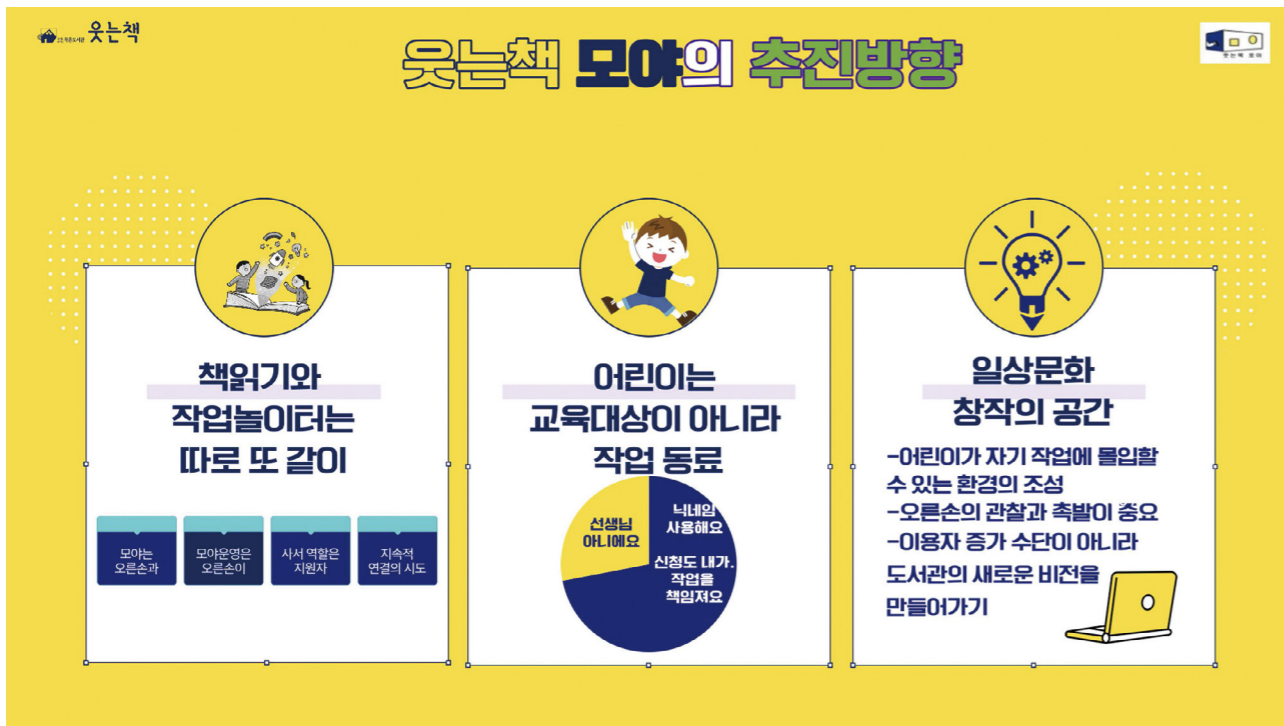 웃는책
웃는책 모야의 추진방향
웃는책 모야
책읽기와
작업놀이터는
따로 또 같이
모야는
오른손과
모야운영은
오른손이
사서 역할은
지원자
지속적
연결의 시도
어린이는
교육대상이 아니라
작업 동료
선생님
아니에요
닉네임
사용해요
신청도 내가.
작업을
책임져요
일상문화
창작의 공간
-어린이가 자기 작업에 몰입할
수 있는 환경의 조성
-오른손의 관찰과 촉발이 중요
-이용자 증가 수단이 아니라
도서관의 새로운 비전을
만들어가기